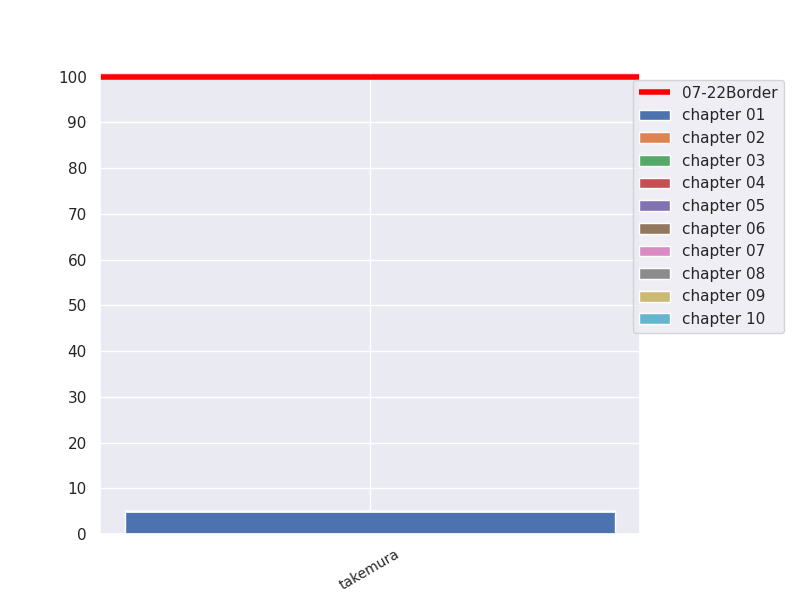 100
90
80
70
60
50
40
30
20
10
0
takemura
07-22Border
chapter 01
chapter 02
chapter 03
chapter 04
chapter 05
chapter 06
chapter 07
chapter 08
chapter 09
chapter 10